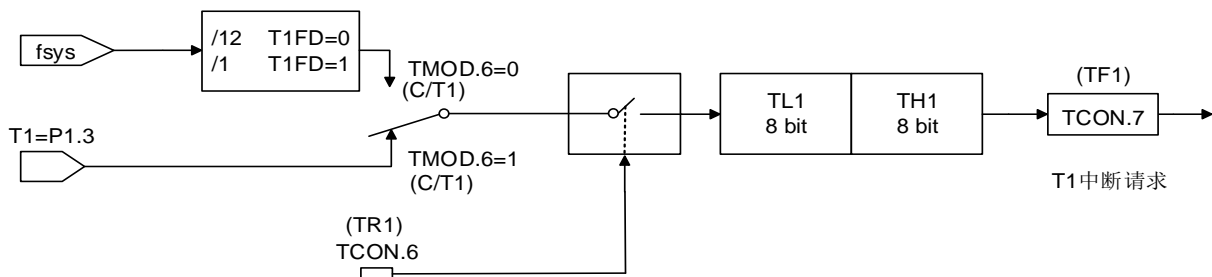 fsys
/12 T1FD=0
/1 T1FD=1
TMOD.6=0
(C/T1)
T1=P1.3
TMOD.6=1
(C/T1)
(TR1)
TCON.6
TL1
8 bit
TH1
8 bit
(TF1)
TCON.7
T1中断请求